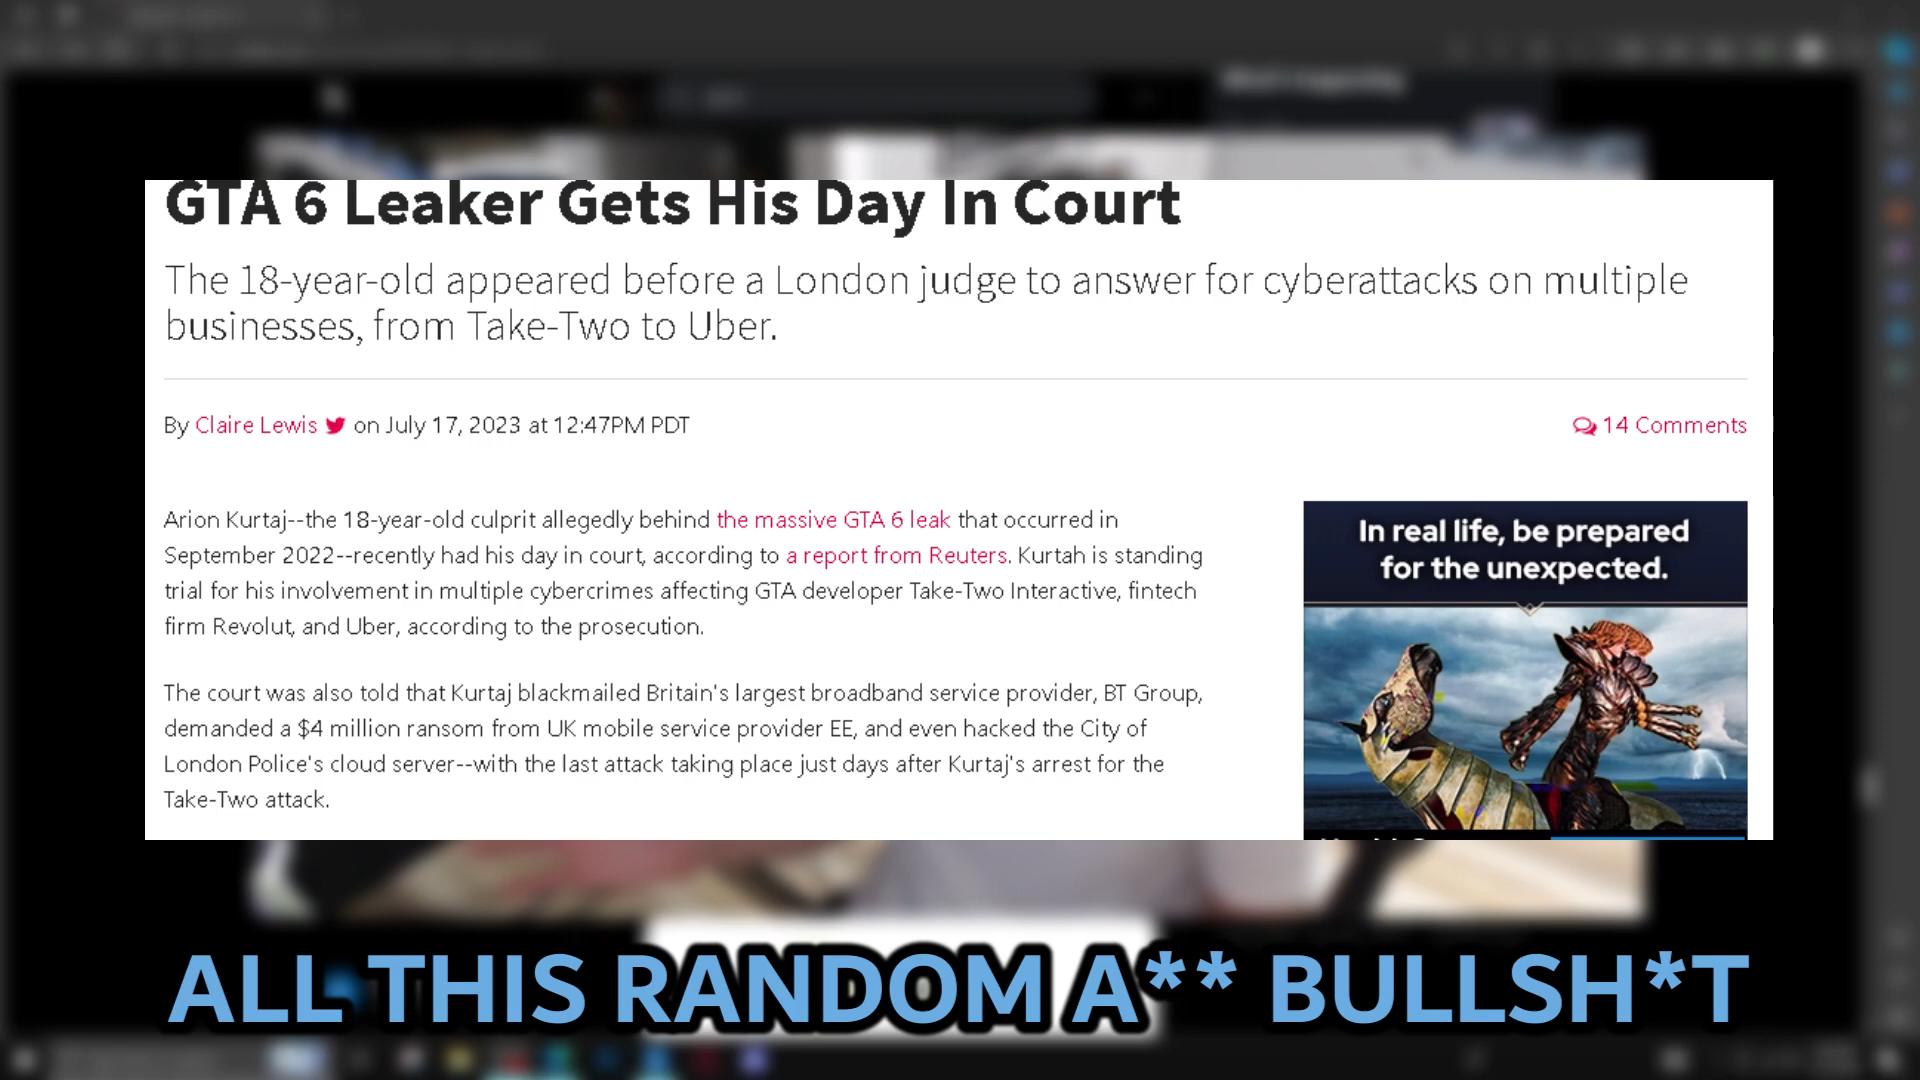 GTA 6 Leaker Gets His Day In Court
The 18-year-old appeared before a London judge to answer for cyberattacks on multiple
businesses, from Take-Two to Uber.
By Claire Lewis on July 17, 2023 at 12:47PM PDT
14 Comments
Arion Kurtaj--the 18-year-old culprit allegedly behind the massive GTA 6 leak that occurred in
September 2022--recently had his day in court, according to a report from Reuters. Kurtah is standing
trial for his involvement in multiple cybercrimes affecting GTA developer Take-Two Interactive, fintech
firm Revolut, and Uber, according to the prosecution.
The court was also told that Kurtaj blackmailed Britain's largest broadband service provider, BT Group,
demanded a $4 million ransom from UK mobile service provider EE, and even hacked the City of
London Police's cloud server--with the last attack taking place just days after Kurtaj's arrest for the
Take-Two attack.
In real life, be prepared
for the unexpected.
ALL THIS RANDOM A** BULLSH*T